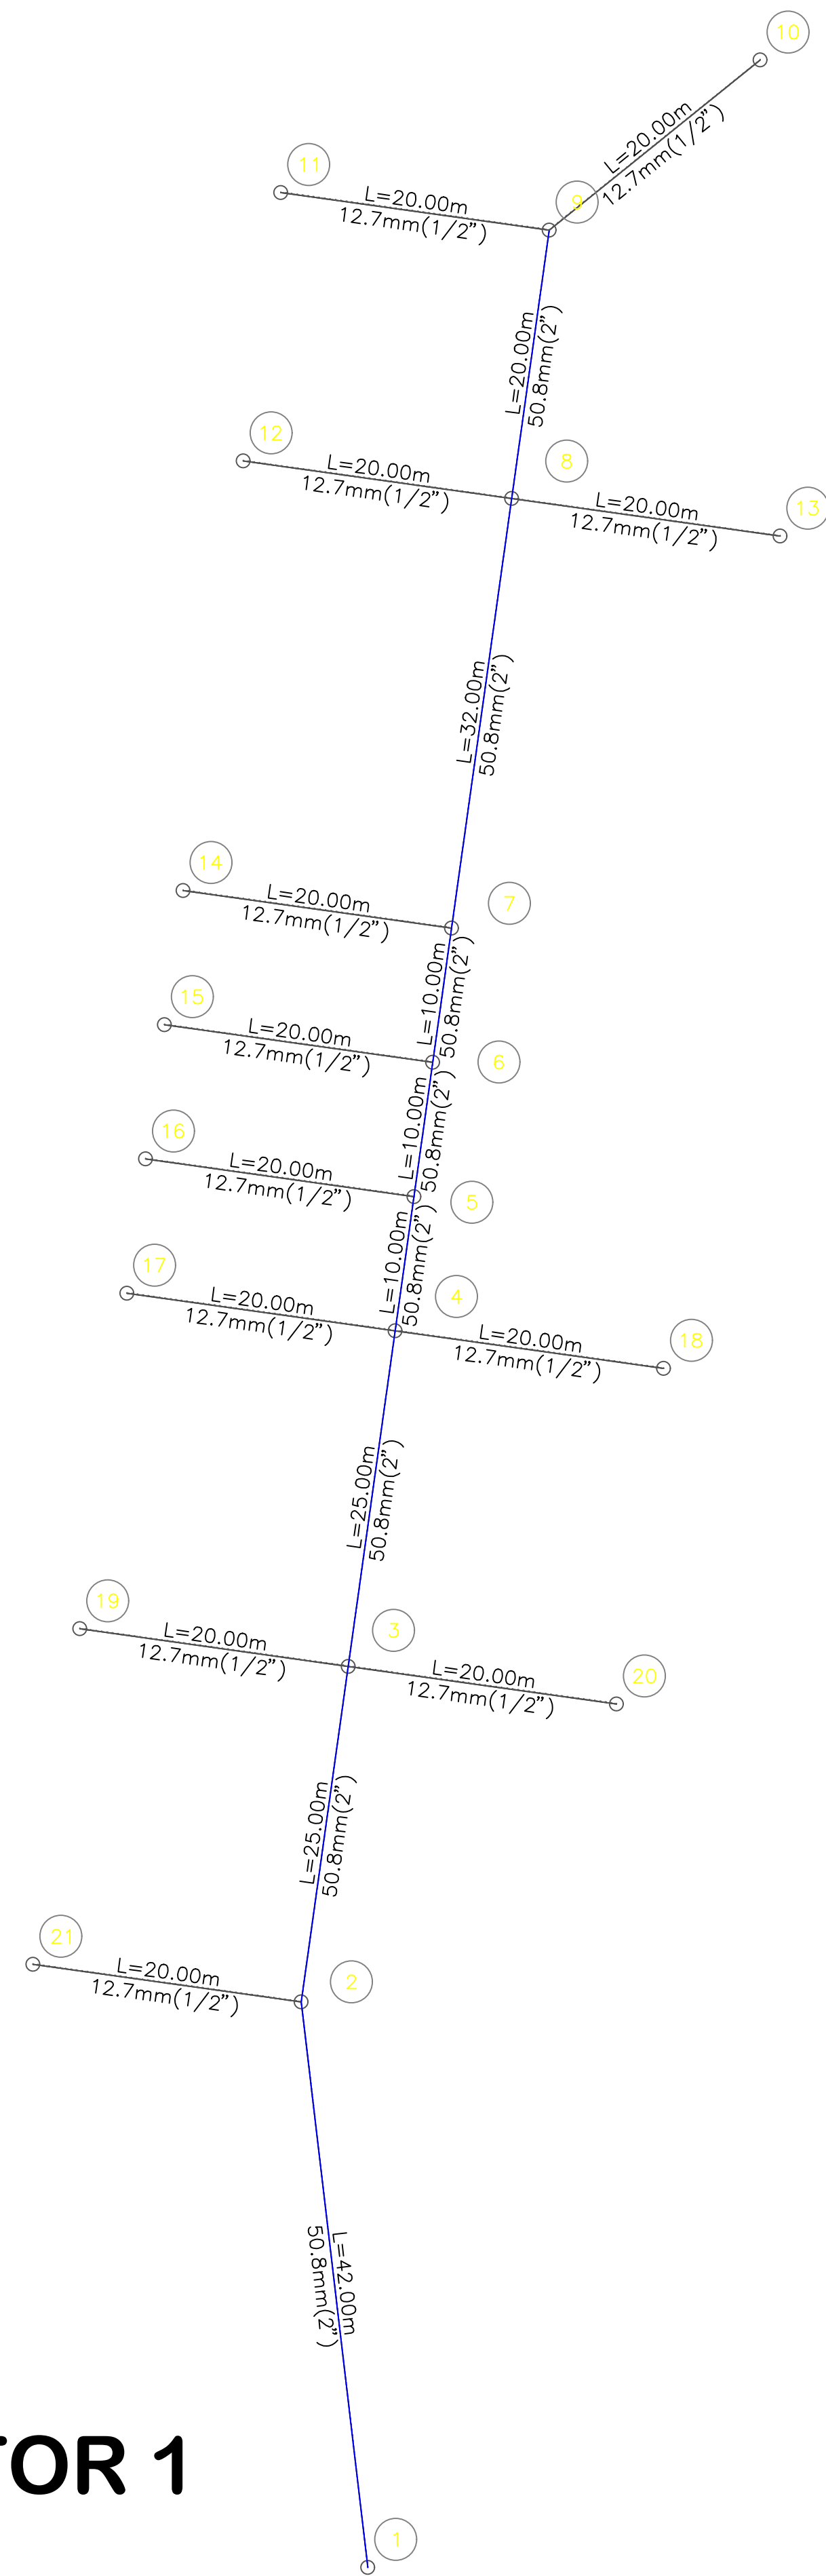 10
L=20.00m
12.7mm(1/2")
11
L=20.00m
12.7mm(1/2")
9
L=20.00m
50.8mm(2")
12
L=20.00m
12.7mm(1/2")
8
L=20.00m
12.7mm(1/2")
13
L=32.00m
50.8mm(2")
14
L=20.00m
12.7mm(1/2")
7
L=10.00m
50.8mm(2")
15
L=20.00m
12.7mm(1/2")
6
L=10.00m
50.8mm(2")
16
L=20.00m
12.7mm(1/2")
5
L=10.00m
50.8mm(2")
17
L=20.00m
12.7mm(1/2")
4
L=20.00m
12.7mm(1/2")
18
L=25.00m
50.8mm(2")
19
L=20.00m
12.7mm(1/2")
3
L=20.00m
12.7mm(1/2")
20
L=25.00m
50.8mm(2")
21
L=20.00m
12.7mm(1/2")
2
L=42.00m
50.8mm(2")
TOR 1
1